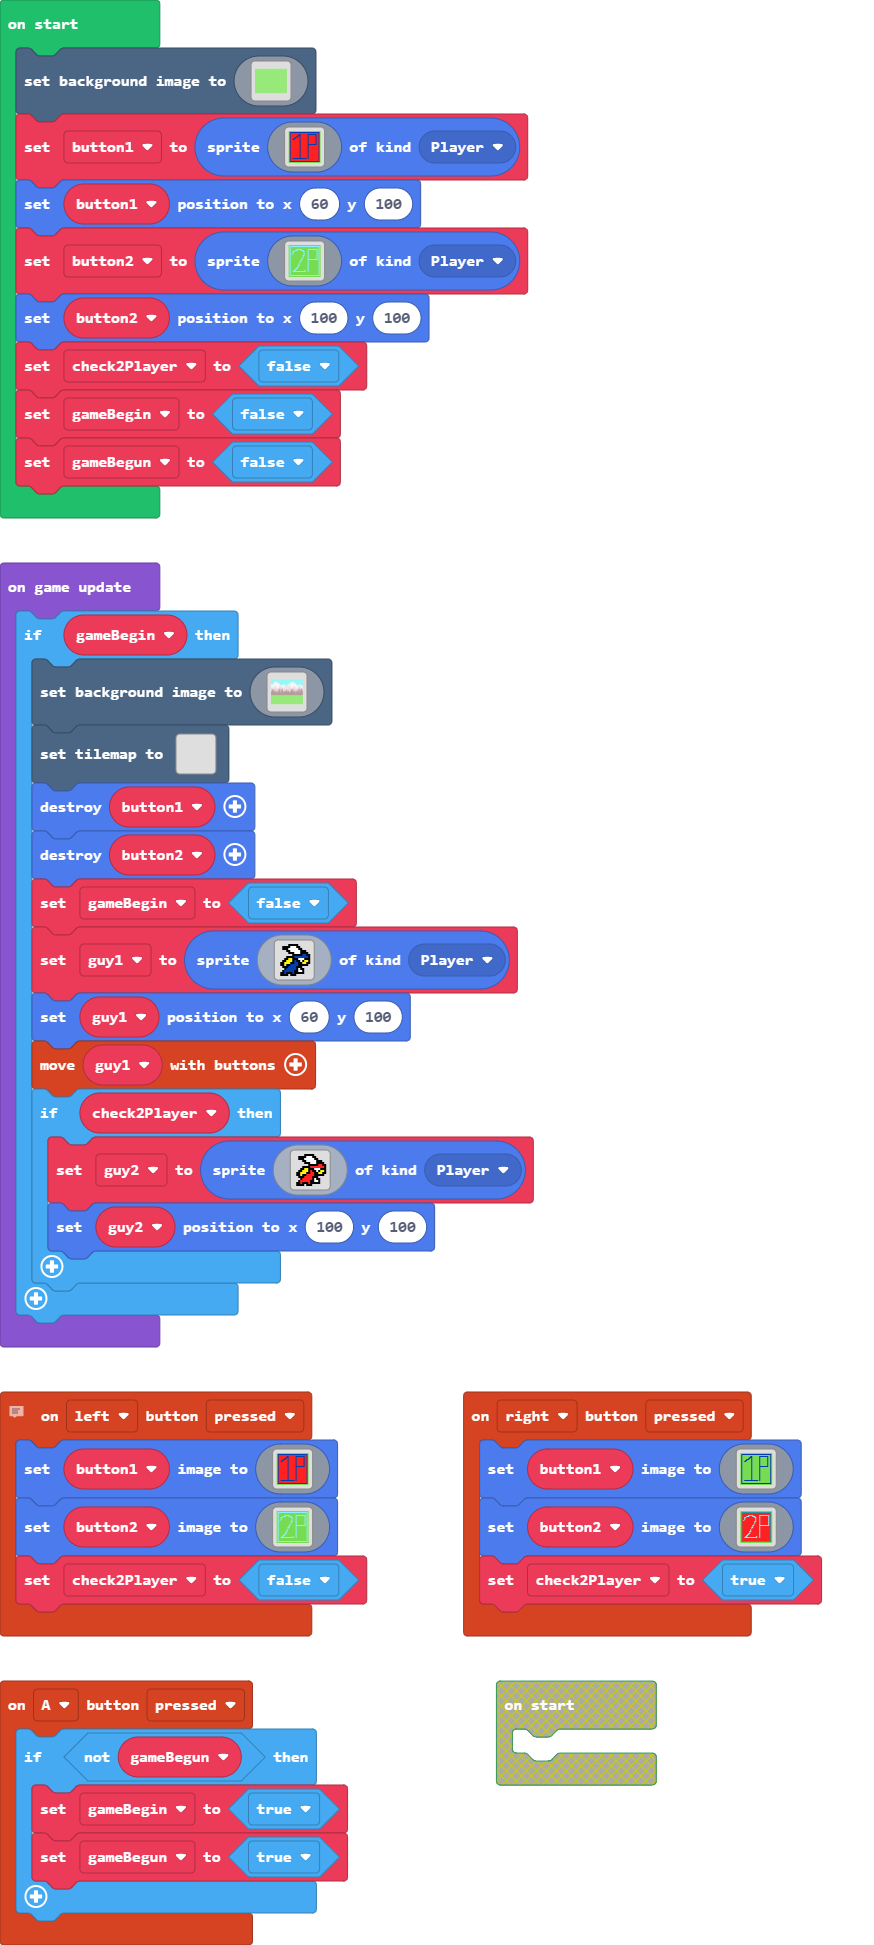 on start
set background image to
set button1 to sprite 1P of kind Player
set button1 position to x 60 y 100
set button2 to sprite 2P of kind Player
set button2 position to x 100 y 100
set check2Player to false
set gameBegin to false
set gameBegun to false
on game update
if gameBegin then
set background image to
set tilemap to
destroy button1
destroy button2
set gameBegin to false
set guy1 to sprite of kind Player
set guy1 position to x 60 y 100
move guy1 with buttons
if check2Player then
set guy2 to sprite of kind Player
set guy2 position to x 100 y 100
on left button pressed
set button1 image to 1P
set button2 image to 2P
set check2Player to false
on right button pressed
set button1 image to 1P
set button2 image to 2P
set check2Player to true
on A button pressed
if not gameBegun then
set gameBegin to true
set gameBegun to true
on start